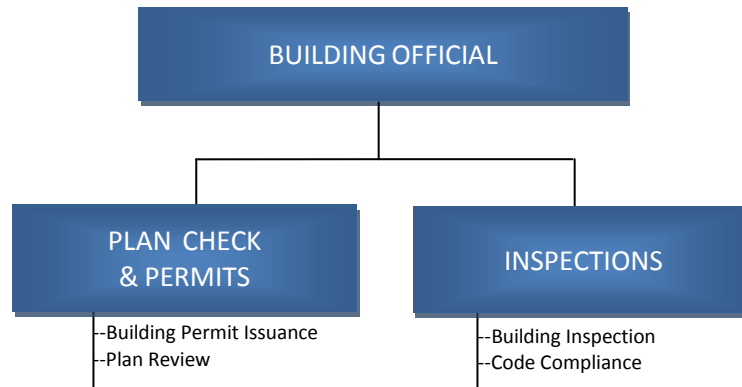 BUILDING OFFICIAL
PLAN CHECK
& PERMITS
--Building Permit Issuance
--Plan Review
INSPECTIONS
--Building Inspection
--Code Compliance